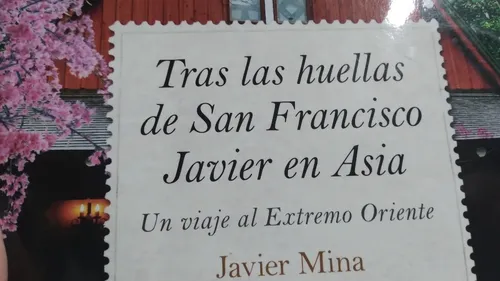 Tras las huellas
de San Francisco
Javier en Asia
Un viaje al Extremo Oriente
Javier Mina